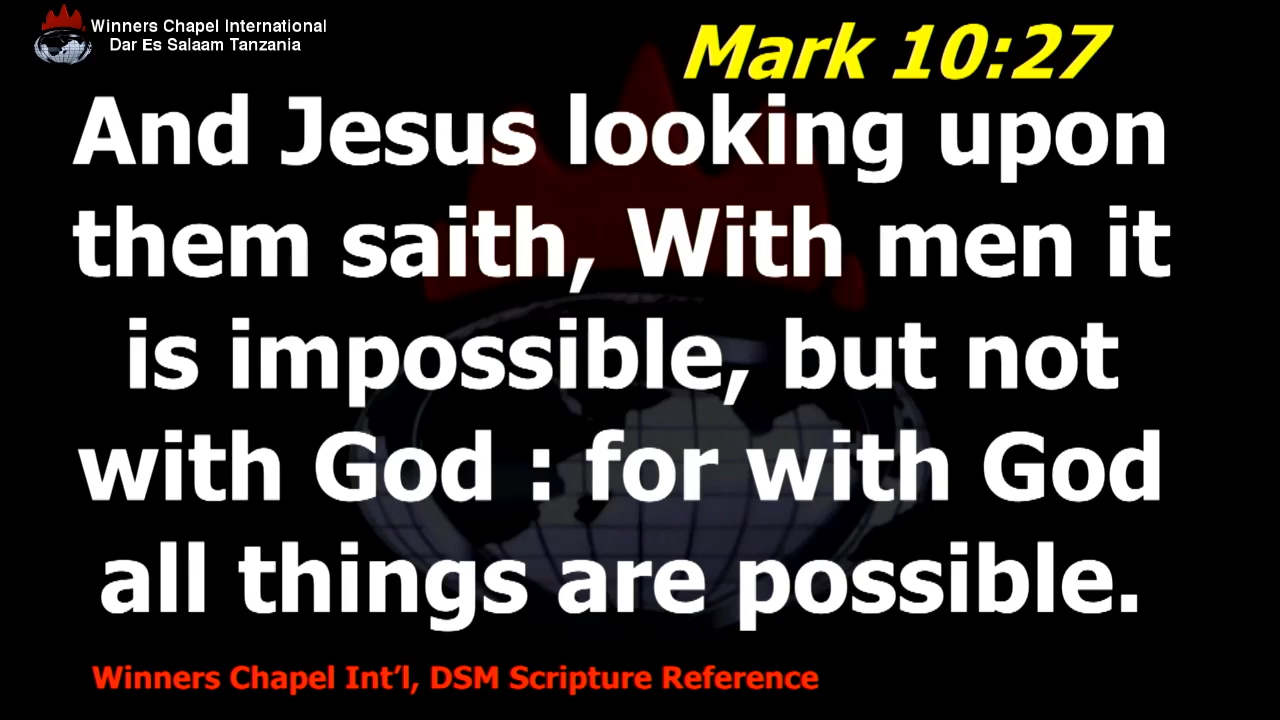 Winners Chapel International
Dar Es Salaam Tanzania
Mark 10:27
And Jesus looking upon
them saith, With men it
is impossible, but not
with God : for with God
all things are possible.
Winners Chapel Int’l, DSM Scripture Reference